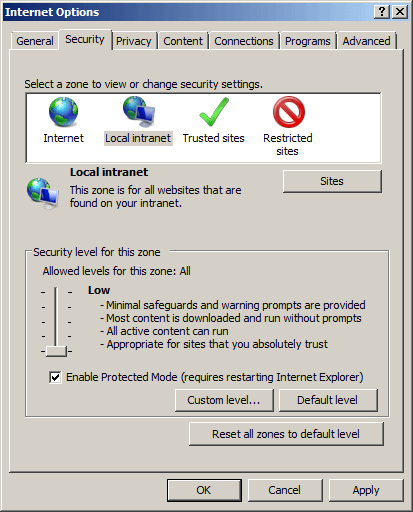 Internet Options
General Security Privacy Content Connections Programs Advanced
Select a zone to view or change security settings.
Internet Local intranet Trusted sites Restricted
sites
Local intranet
Sites
This zone is for all websites that are
found on your intranet.
Security level for this zone
Allowed levels for this zone: All
Low
- Minimal safeguards and warning prompts are provided
- Most content is downloaded and run without prompts
- All active content can run
- Appropriate for sites that you absolutely trust
Enable Protected Mode (requires restarting Internet Explorer)
Custom level... Default level
Reset all zones to default level
OK Cancel Apply